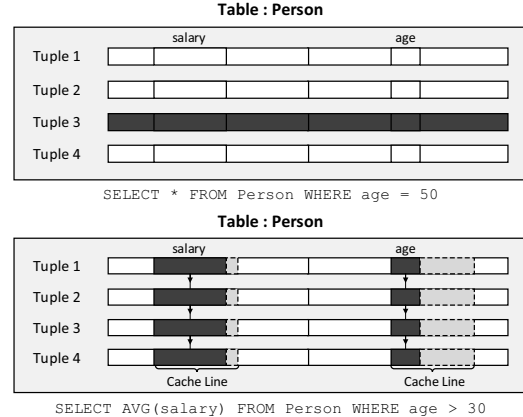 Table : Person
salary age
Tuple 1
Tuple 2
Tuple 3
Tuple 4
SELECT * FROM Person WHERE age = 50
Table : Person
salary age
Tuple 1
Tuple 2
Tuple 3
Tuple 4
Cache Line Cache Line
SELECT AVG(salary) FROM Person WHERE age > 30